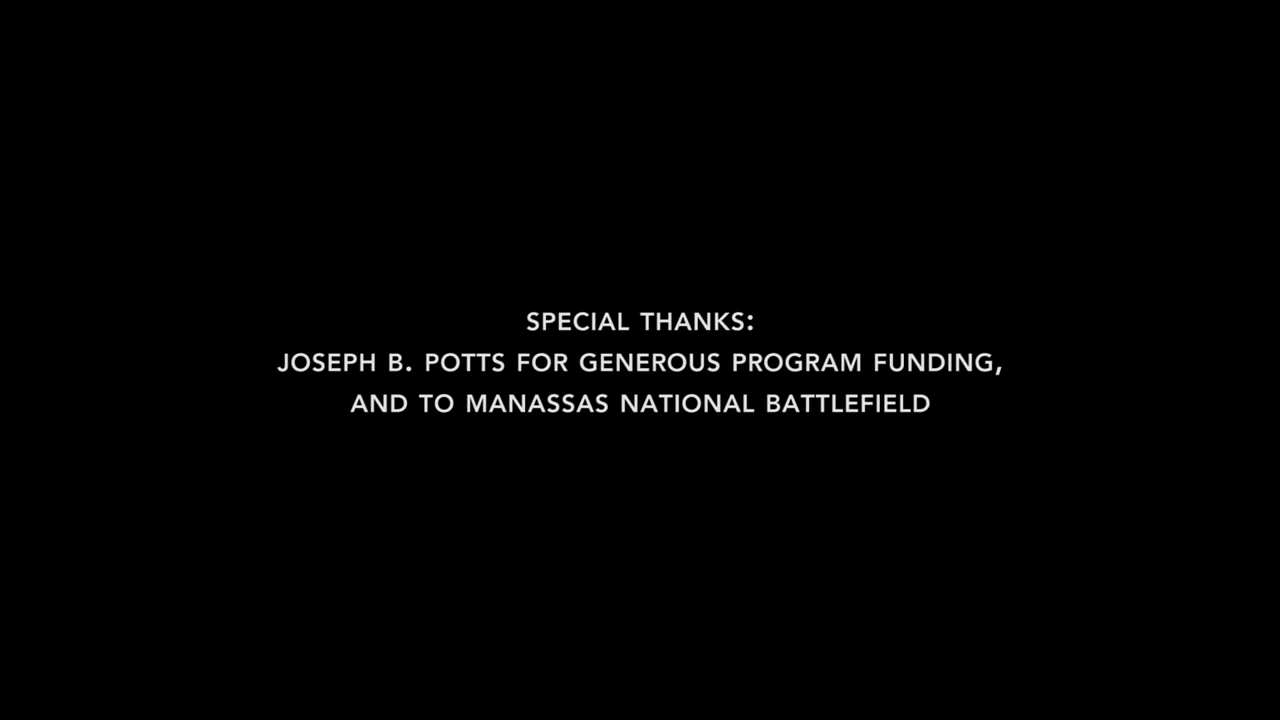 SPECIAL THANKS:
JOSEPH B. POTTS FOR GENEROUS PROGRAM FUNDING,
AND TO MANASSAS NATIONAL BATTLEFIELD